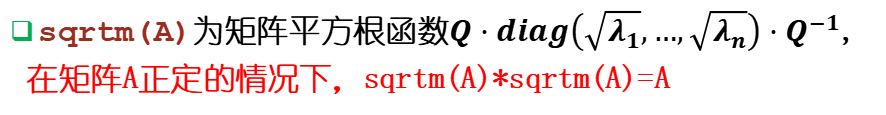 □sqrtm(A)为矩阵平方根函数Q · diag(√λ₁, …, √λₙ) · Q⁻¹,
在矩阵A正定的情况下，sqrtm(A)*sqrtm(A)=A